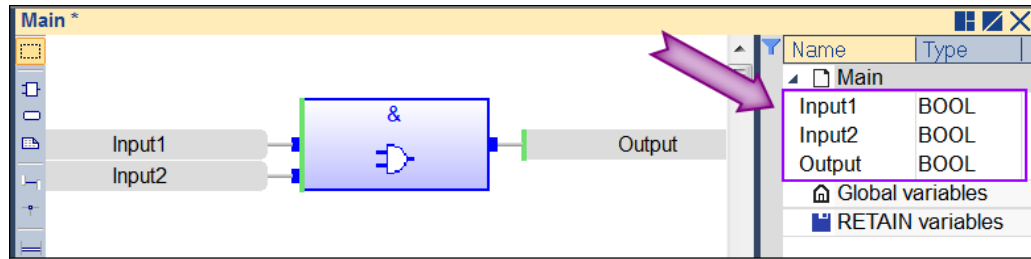 Main *
Name Type
Main
Input1 BOOL
Input2 BOOL
Output BOOL
Global variables
RETAIN variables
&
Input1
Input2
Output